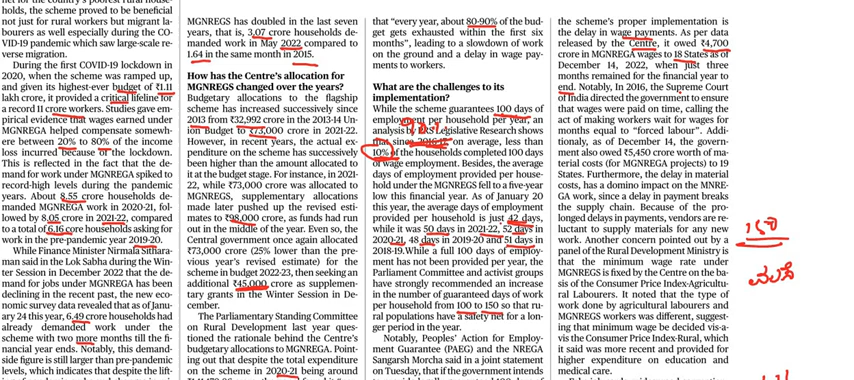 holds, the scheme proved to be beneficial
not just for rural workers but migrant la-
bourers as well especially during the CO-
VID-19 pandemic which saw large-scale re-
verse migration.
During the first COVID-19 lockdown in
2020, when the scheme was ramped up,
and given its highest-ever budget of ₹1.11
lakh crore, it provided a critical lifeline for
a record 11 crore workers. Studies gave em-
pirical evidence that wages earned under
MGNREGS helped compensate somewh-
ere between 20% to 80% of the income
loss incurred because of the lockdown.
This is reflected in the fact that the de-
mand for work under MGNREGS spiked to
record-high levels during the pandemic
years. About 8.55 crore households de-
manded MGNREGA work in 2020-21, fol-
lowed by 8.05 crore in 2021-22, compared
to a total of 6.16 crore households asking for
work in the pre-pandemic year 2019-20.
While Finance Minister Nirmala Sithara-
man said in the Lok Sabha during the Win-
ter Session in December 2022 that the de-
mand for jobs under MGNREGA has been
declining in the recent past, the new eco-
nomic survey data revealed that as of Janu-
ary 24 this year, 6.49 crore households had
already demanded work under the
scheme with two more months till the fi-
nancial year ends. Notably, this demand-
side figure is still larger than pre-pandemic
levels, which indicates that despite the lift-
MGNREGS has doubled in the last seven
years, that is, 3.07 crore households de-
manded work in May 2022 compared to
1.64 in the same month in 2015.
How has the Centre's allocation for
MGNREGS changed over the years?
Budgetary allocations to the flagship
scheme has increased successively since
2013 from ₹32,992 crore in the 2013-14 Un-
ion Budget to ₹73,000 crore in 2021-22.
However, in recent years, the actual ex-
penditure on the scheme has successively
been higher than the amount allocated to
it at the budget stage. For instance, in 2021-
22, while ₹73,000 crore was allocated to
MGNREGS, supplementary allocations
made later pushed up the revised esti-
mates to ₹98,000 crore, as funds had run
out in the middle of the year. Even so, the
Central government once again allocated
₹73,000 crore (25% lower than the pre-
vious year's revised estimate) for the
scheme in budget 2022-23, then seeking an
additional ₹45,000 crore as supplemen-
tary grants in the Winter Session in De-
cember.
The Parliamentary Standing Committee
on Rural Development last year ques-
tioned the rationale behind the Centre's
budgetary allocations to MGNREGA. Point-
ing out that despite the total expenditure
on the scheme in 2020-21 being around
that "every year, about 80-90% of the bud-
get gets exhausted within the first six
months", leading to a slowdown of work
on the ground and a delay in wage pay-
ments to workers.
What are the challenges to its
implementation?
While the scheme guarantees 100 days of
employment per household per year, an
analysis by PRS Legislative Research shows
that since 2016-17, on average, less than
10% of the households completed 100 days
of wage employment. Besides, the average
days of employment provided per house-
hold under the MGNREGS fell to a five-year
low this financial year. As of January 20
this year, the average days of employment
provided per household is just 42 days,
while it was 50 days in 2021-22, 52 days in
2020-21, 48 days in 2019-20 and 51 days in
2018-19.While a full 100 days of employ-
ment has not been provided per year, the
Parliament Committee and activist groups
have strongly recommended an increase
in the number of guaranteed days of work
per household from 100 to 150 so that ru-
ral populations have a safety net for a lon-
ger period in the year.
Notably, Peoples' Action for Employ-
ment Guarantee (PAEG) and the NREGA
Sangarsh Morcha said in a joint statement
on Tuesday, that if the government intends
the scheme's proper implementation is
the delay in wage payments. As per data
released by the Centre, it owed ₹4,700
crore in MGNREGA wages to 18 States as of
December 14, 2022, when just three
months remained for the financial year to
end. Notably, In 2016, the Supreme Court
of India directed the government to ensure
that wages were paid on time, calling the
act of making workers wait for wages for
months equal to "forced labour". Addi-
tionaly, as of December 14, the govern-
ment also owed ₹5,450 crore worth of ma-
terial costs (for MGNREGA projects) to 19
States. Furthermore, the delay in material
costs, has a domino impact on the MNRE-
GA work, since a delay in payment breaks
the supply chain. Because of the pro-
longed delays in payments, vendors are re-
luctant to supply materials for any new
work. Another concern pointed out by a
panel of the Rural Development Ministry is
that the minimum wage rate under
MGNREGS is fixed by the Centre on the ba-
sis of the Consumer Price Index-Agricultu-
ral Labourers. It noted that the type of
work done by agricultural labourers and
MGNREGS workers was different, suggest-
ing that minimum wage be decided vis-a-
vis the Consumer Price Index-Rural, which
it said was more recent and provided for
higher expenditure on education and
medical care.
150